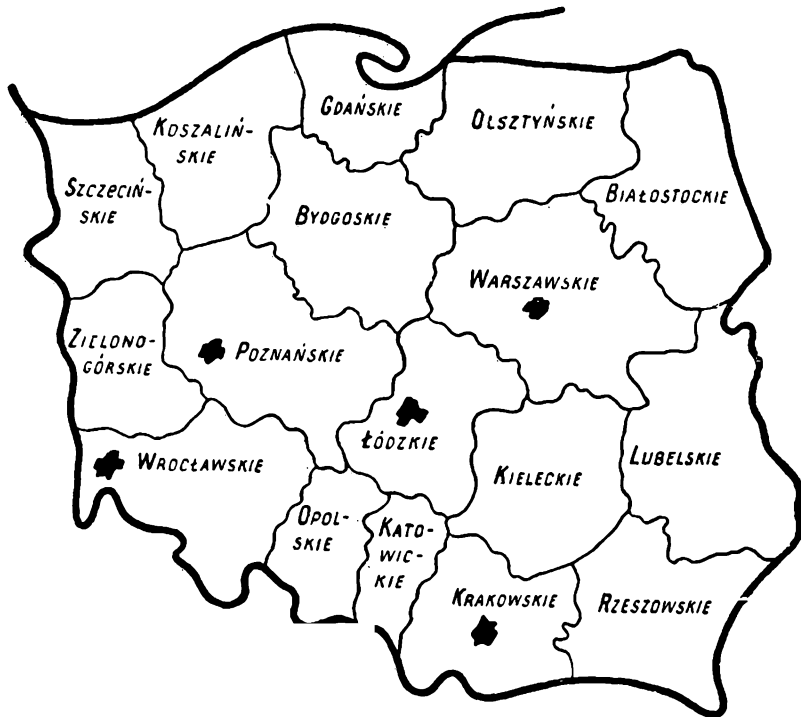 GDAŃSKIE
OLSZTYŃSKIE
KOSZALIŃ-
SKIE
SZCZECIŃ-
SKIE
BIAŁOSTOCKIE
BYDGOSKIE
WARSZAWSKIE
ZIELONO-
GÓRSKIE
POZNAŃSKIE
ŁÓDZKIE
WROCŁAWSKIE
KIELECKIE
LUBELSKIE
OPOL-
SKIE
KATO-
WIC-
KIE
KRAKOWSKIE
RZESZOWSKIE